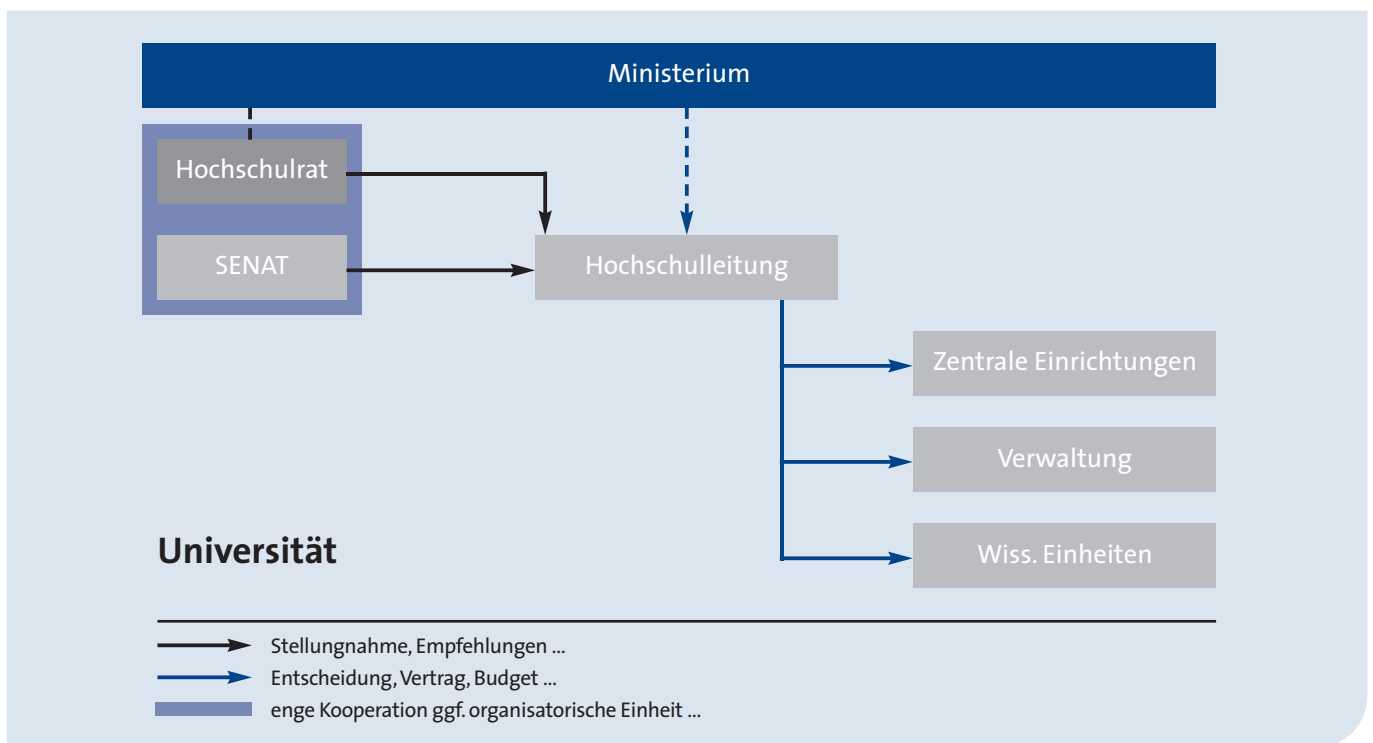 Ministerium
Hochschulrat
SENAT
Hochschulleitung
Zentrale Einrichtungen
Verwaltung
Wiss. Einheiten
Universität
Stellungnahme, Empfehlungen ...
Entscheidung, Vertrag, Budget ...
enge Kooperation ggf. organisatorische Einheit ...